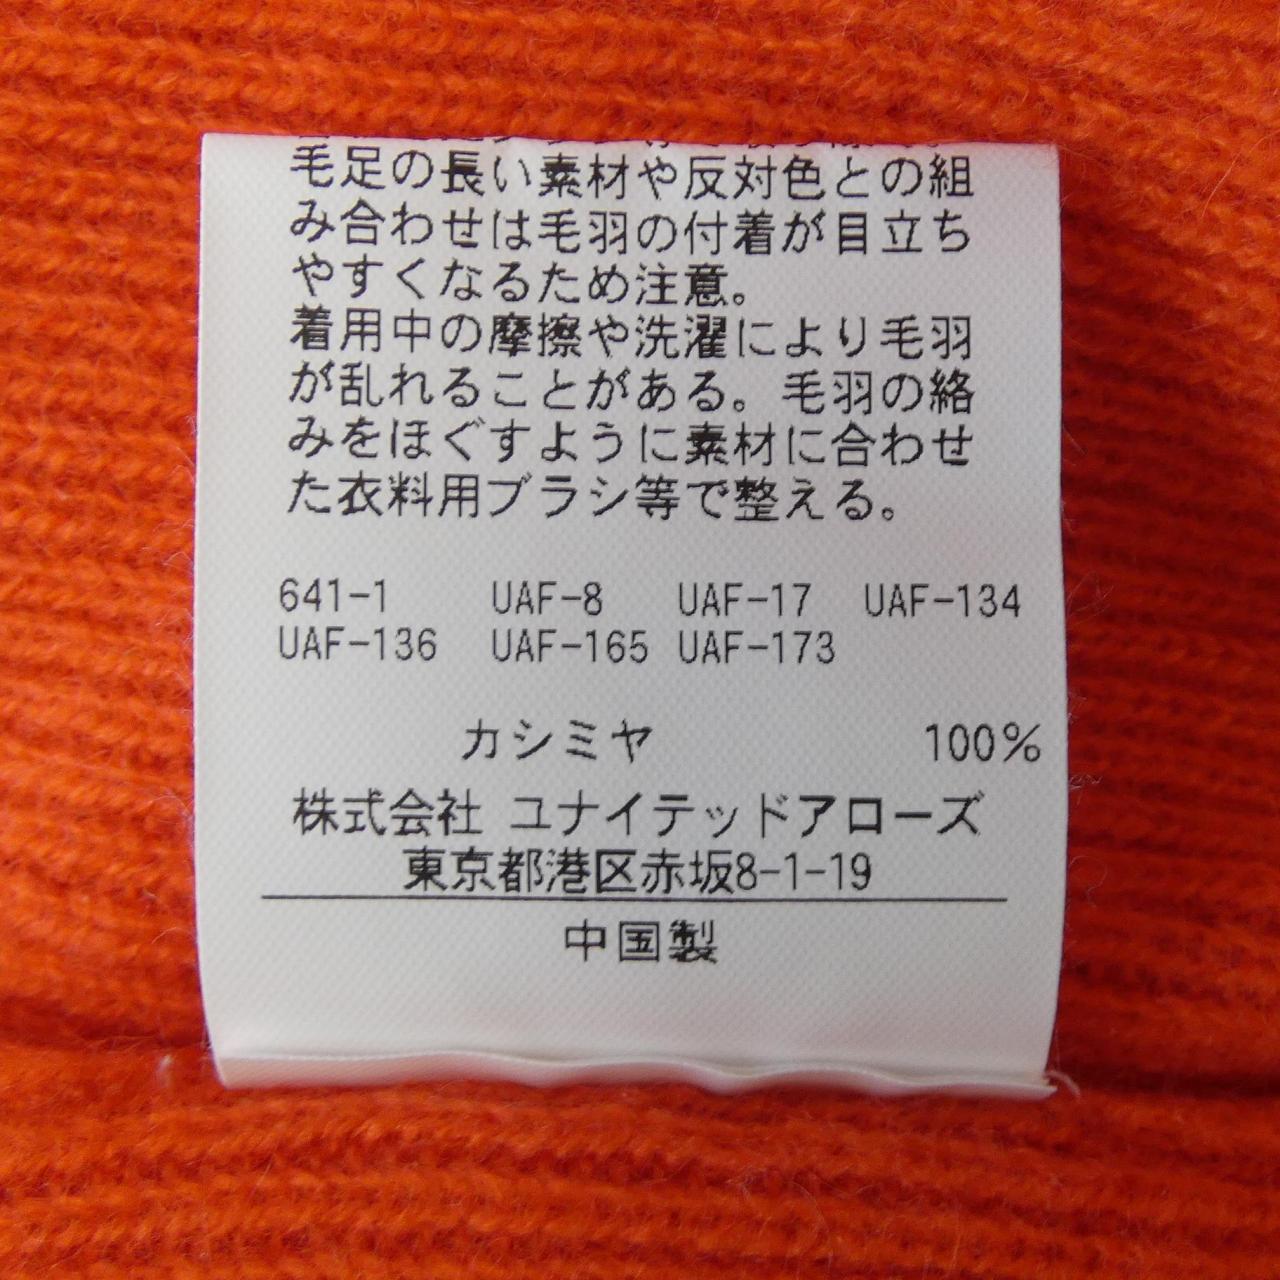 毛足の長い素材や反対色との組
み合わせは毛羽の付着が目立ち
やすくなるため注意。
着用中の摩擦や洗濯により毛羽
が乱れることがある。毛羽の絡
みをほぐすように素材に合わせ
た衣料用ブラシ等で整える。
641-1 UAF-8 UAF-17 UAF-134
UAF-136 UAF-165 UAF-173
カシミヤ 100%
株式会社 ユナイテッドアローズ
東京都港区赤坂8-1-19
中国製